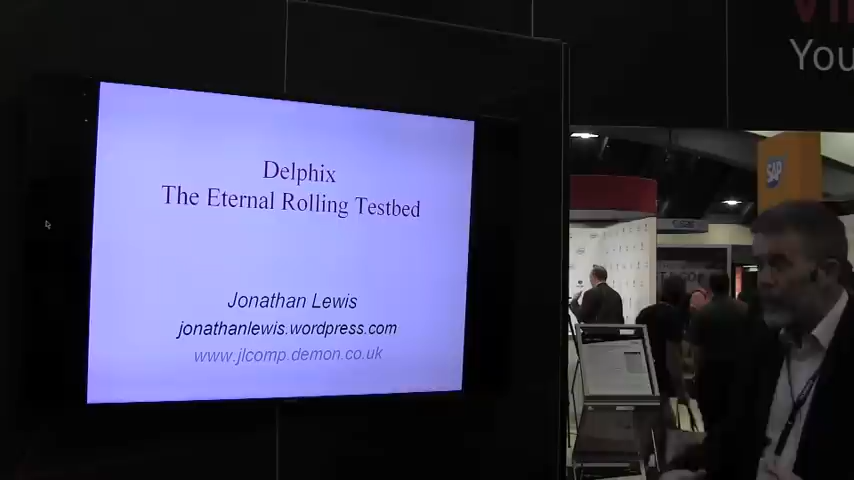 Delphix
The Eternal Rolling Testbed
Jonathan Lewis
jonathanlewis.wordpress.com
www.jlcomp.demon.co.uk
You
SAP